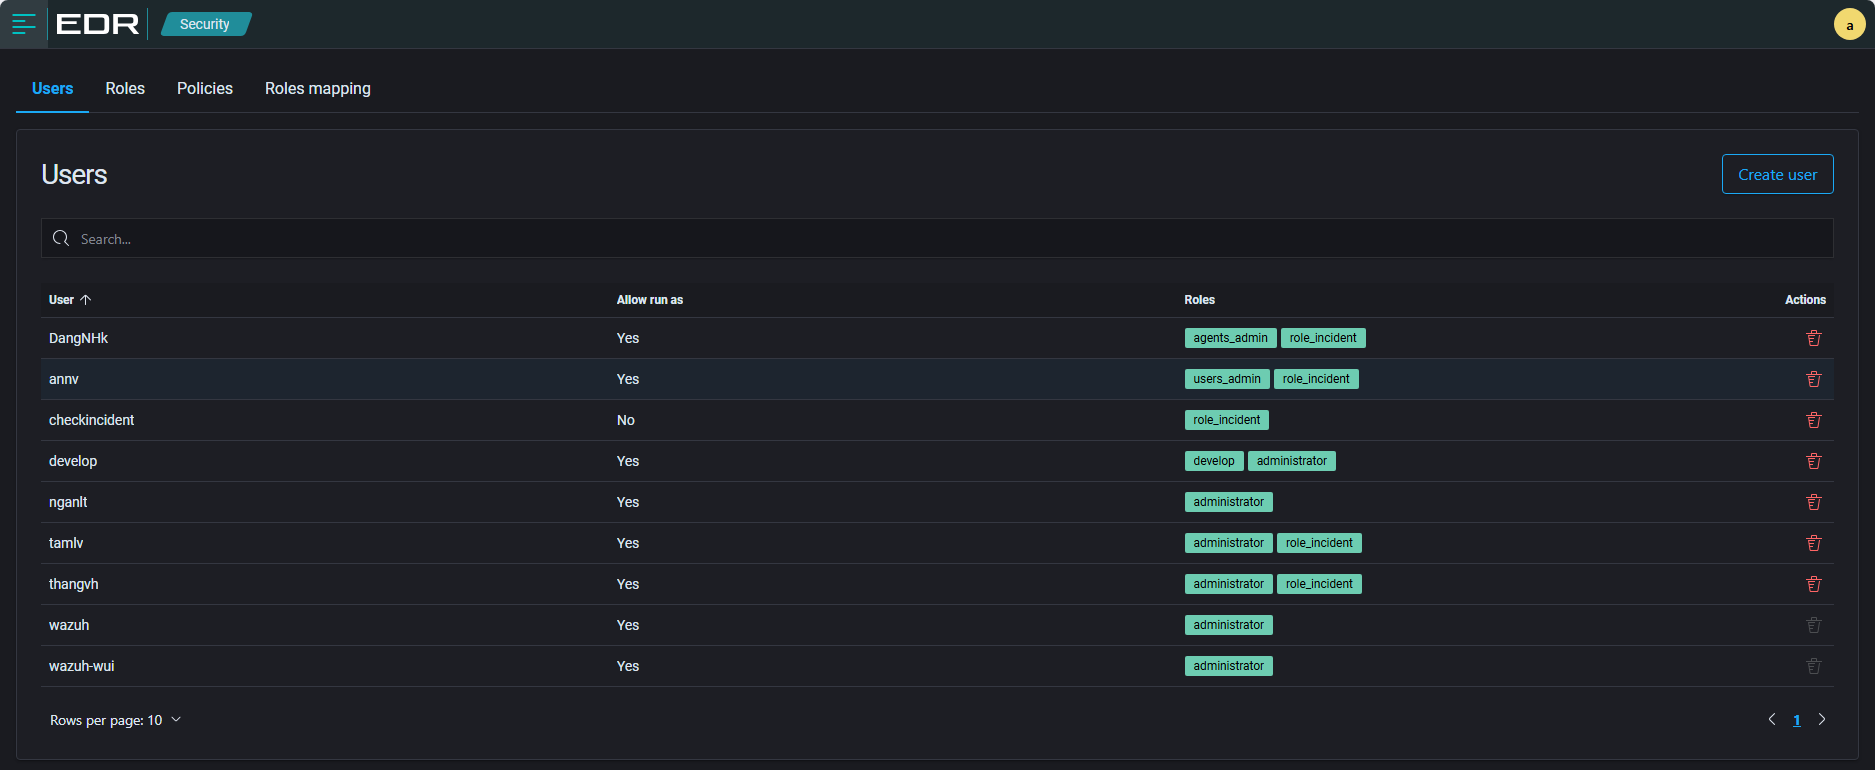 EDR Security a
Users Roles Policies Roles mapping
Users
Create user
Search...
User Allow run as Roles Actions
DangNHk Yes agents_admin role_incident
annv Yes users_admin role_incident
checkincident No role_incident
develop Yes develop administrator
nganlt Yes administrator
tamlv Yes administrator role_incident
thangvh Yes administrator role_incident
wazuh Yes administrator
wazuh-wui Yes administrator
Rows per page: 10 1